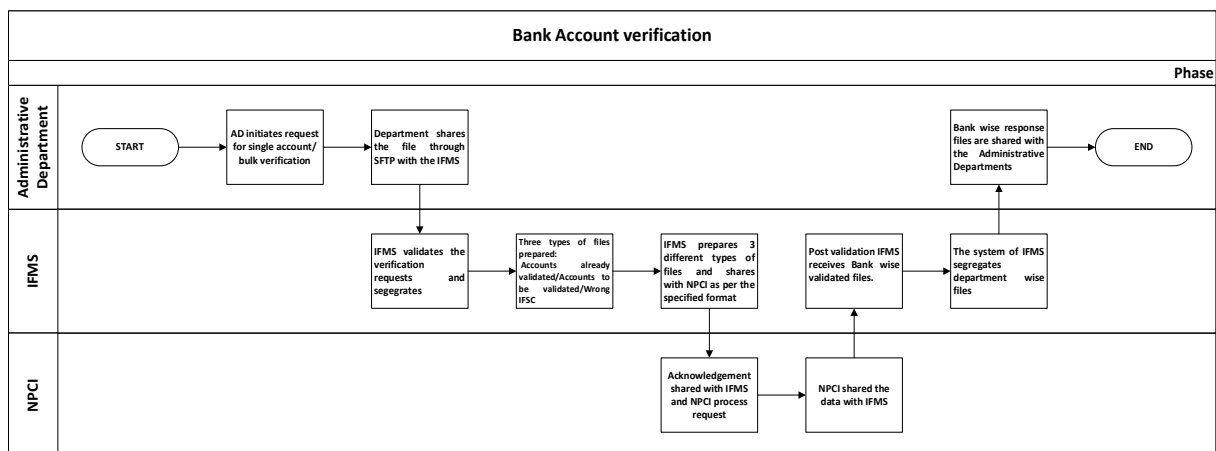 Bank Account verification
Phase
Administrative
Department
START
AD initiates request
for single account/
bulk verification
Department shares
the file through
SFTP with the IFMS
Bank wise response
files are shared with
the Administrative
Departments
END
IFMS
IFMS validates the
verification
requests and
segegrates
Three types of files
prepared:
Accounts already
validated/Accounts to
be validated/Wrong
IFSC
IFMS prepares 3
different types of
files and shares
with NPCI as per the
specified format
Post validation IFMS
receives Bank wise
validated files.
The system of IFMS
segregates
department wise
files
NPCI
Acknowledgement
shared with IFMS
and NPCI process
request
NPCI shared the
data with IFMS